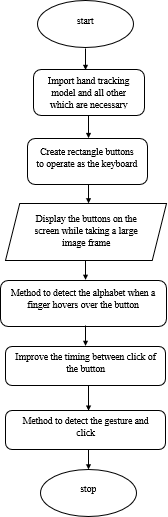 start
Import hand tracking
model and all other
which are necessary
Create rectangle buttons
to operate as the keyboard
Display the buttons on the
screen while taking a large
image frame
Method to detect the alphabet when a
finger hovers over the button
Improve the timing between click of
the button
Method to detect the gesture and
click
stop